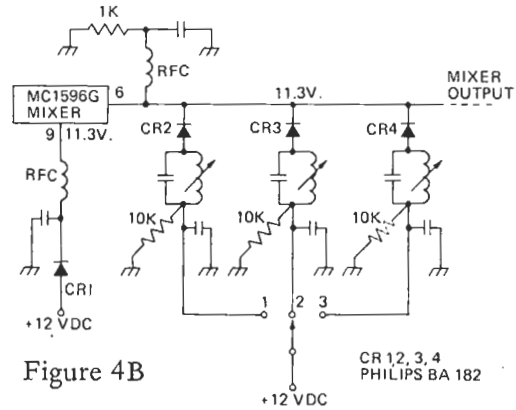 1K
RFC
MC1596G
MIXER
6
11.3V.
MIXER
OUTPUT
9
11.3V.
CR2
CR3
CR4
RFC
10K
10K
10K
CR1
+12 VDC
1
2
3
Figure 4B
+12 VDC
CR 1,2, 3, 4
PHILIPS BA 182